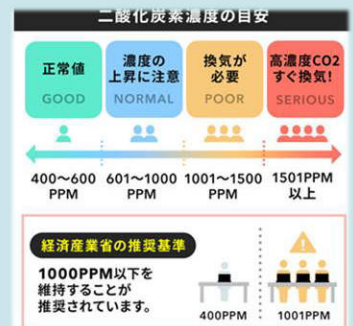 二酸化炭素濃度の目安
正常値
GOOD
濃度の
上昇に注意
NORMAL
換気が
必要
POOR
高濃度CO2
すぐ換気!
SERIOUS
400〜600
PPM
601〜1000
PPM
1001〜1500
PPM
1501PPM
以上
経済産業省の推奨基準
1000PPM以下を
維持することが
推奨されています。
400PPM
1001PPM